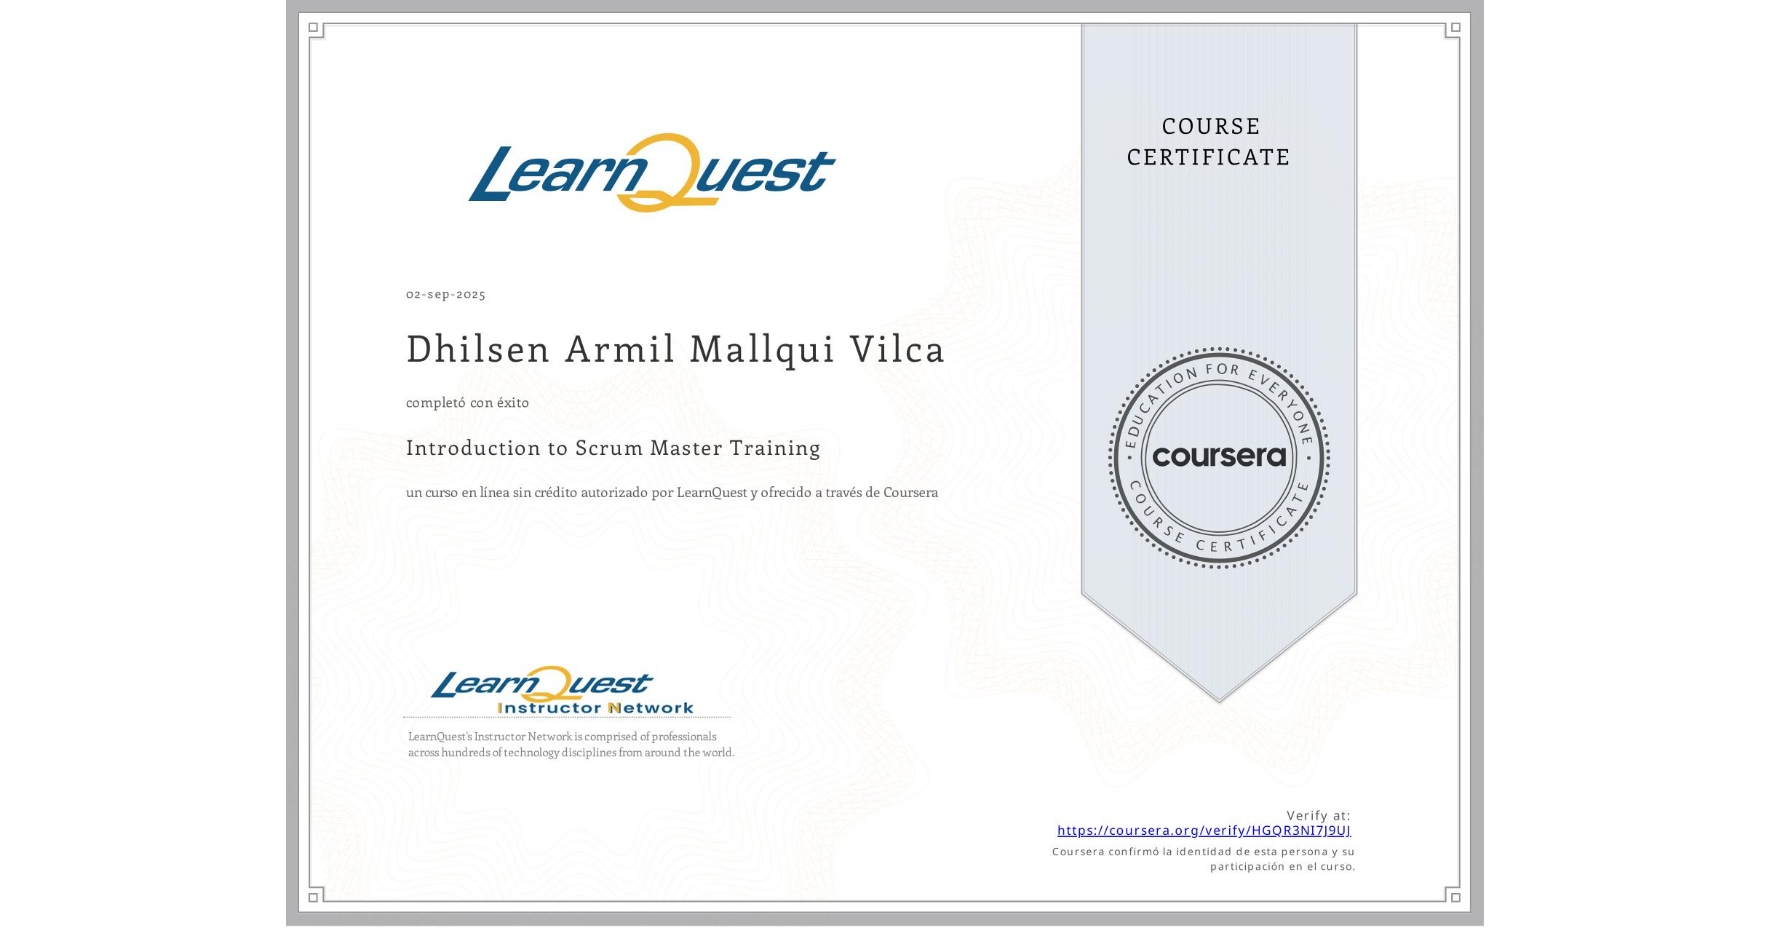 LearnQuest
COURSE
CERTIFICATE
02-sep-2025
Dhilsen Armil Mallqui Vilca
completó con éxito
Introduction to Scrum Master Training
un curso en línea sin crédito autorizado por LearnQuest y ofrecido a través de Coursera
EDUCATION FOR EVERYONE
coursera
COURSE CERTIFICATE
LearnQuest
Instructor Network
LearnQuest's Instructor Network is comprised of professionals
across hundreds of technology disciplines from around the world.
Verify at:
https://coursera.org/verify/HGQR3NI7J9UJ
Coursera confirmó la identidad de esta persona y su
participación en el curso.